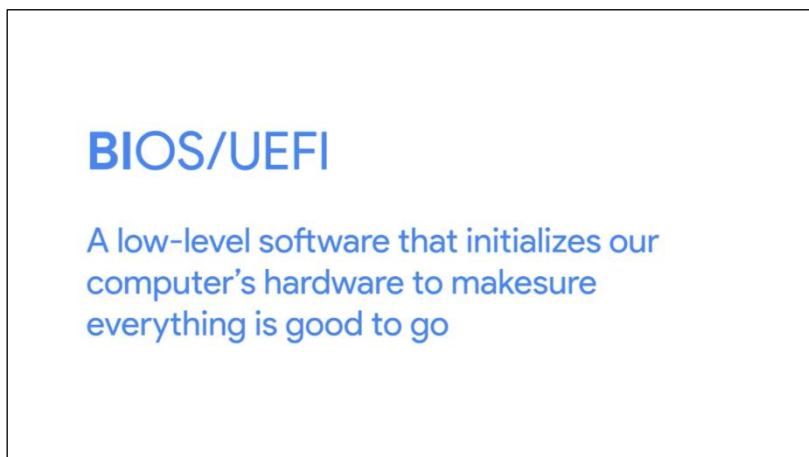 BIOS/UEFI
A low-level software that initializes our
computer's hardware to makesure
everything is good to go